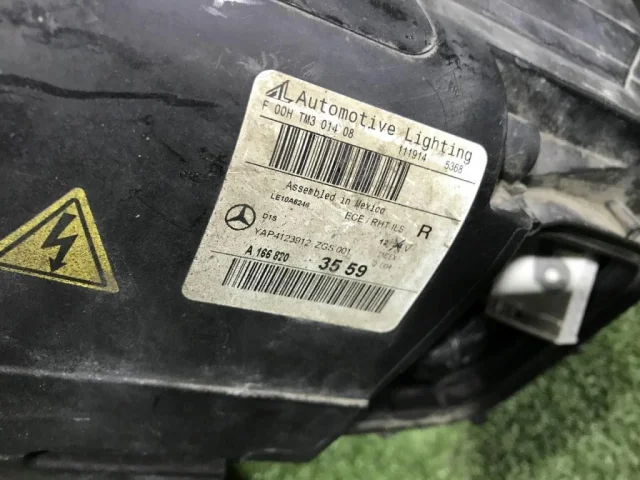 AL Automotive Lighting
F 00H TM3 014 08 111914 5368
Assembled in Mexico
LE10A6246
ECE/RHT ILS R
D1S 12 V
YAP4123912 ZGS 001
A 166 820 35 59